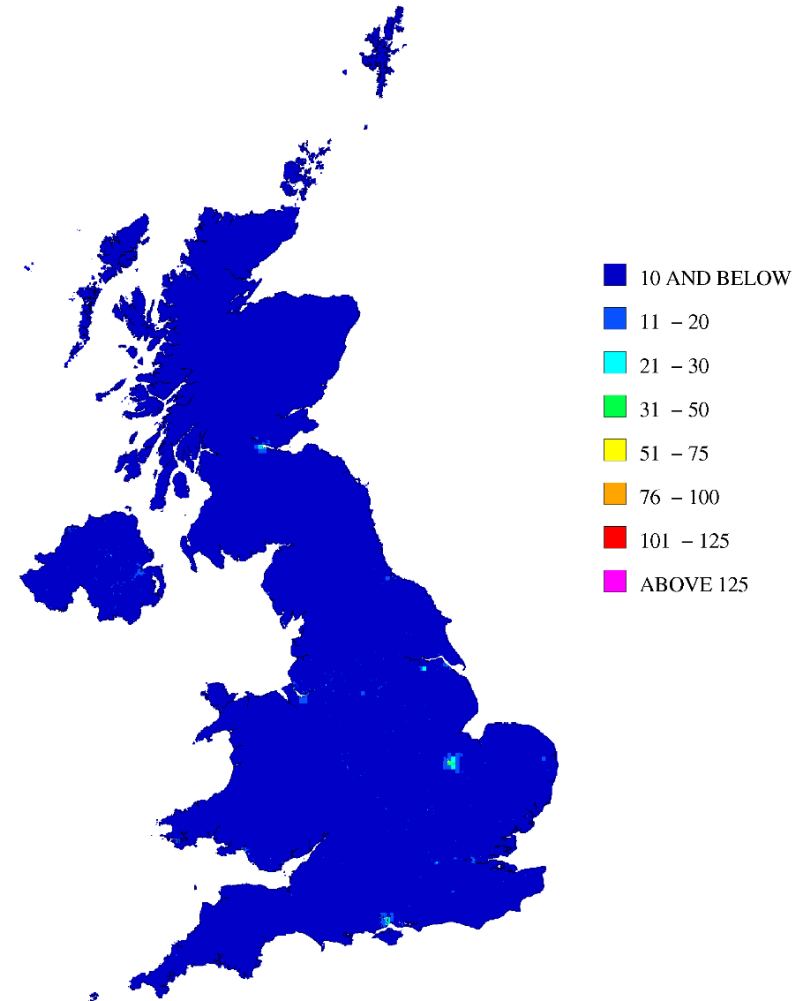 10 AND BELOW
11 – 20
21 – 30
31 – 50
51 – 75
76 – 100
101 – 125
ABOVE 125